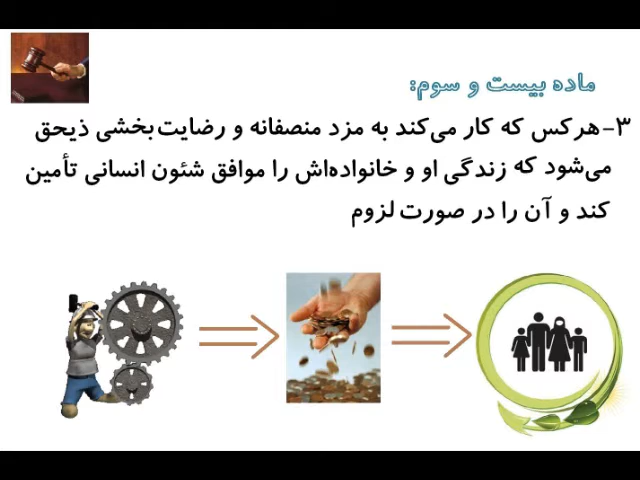 ماده بیست و سوم:
۳-هرکس که کار می‌کند به مزد منصفانه و رضایت‌بخشی ذیحق
می‌شود که زندگی او و خانواده‌اش را موافق شئون انسانی تأمین
کند و آن را در صورت لزوم